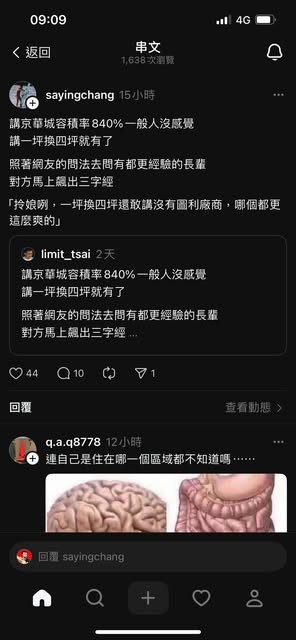 09:09
4G
返回
串文
1,638次瀏覽
sayingchang 15小時
講京華城容積率840%一般人沒感覺
講一坪換四坪就有了
照著網友的問法去問有都更經驗的長輩
對方馬上飆出三字經
「拎娘咧，一坪換四坪還敢講沒有圖利廠商，哪個都更
這麼爽的」
limit_tsai 2天
講京華城容積率840%一般人沒感覺
講一坪換四坪就有了
照著網友的問法去問有都更經驗的長輩
對方馬上飆出三字經 ...
44 10 1
回覆
查看動態
q.a.q8778 12小時
連自己是住在哪一個區域都不知道嗎⋯⋯
回覆 sayingchang